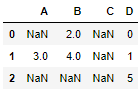 A B C D
0 NaN 2.0 NaN 0
1 3.0 4.0 NaN 1
2 NaN NaN NaN 5